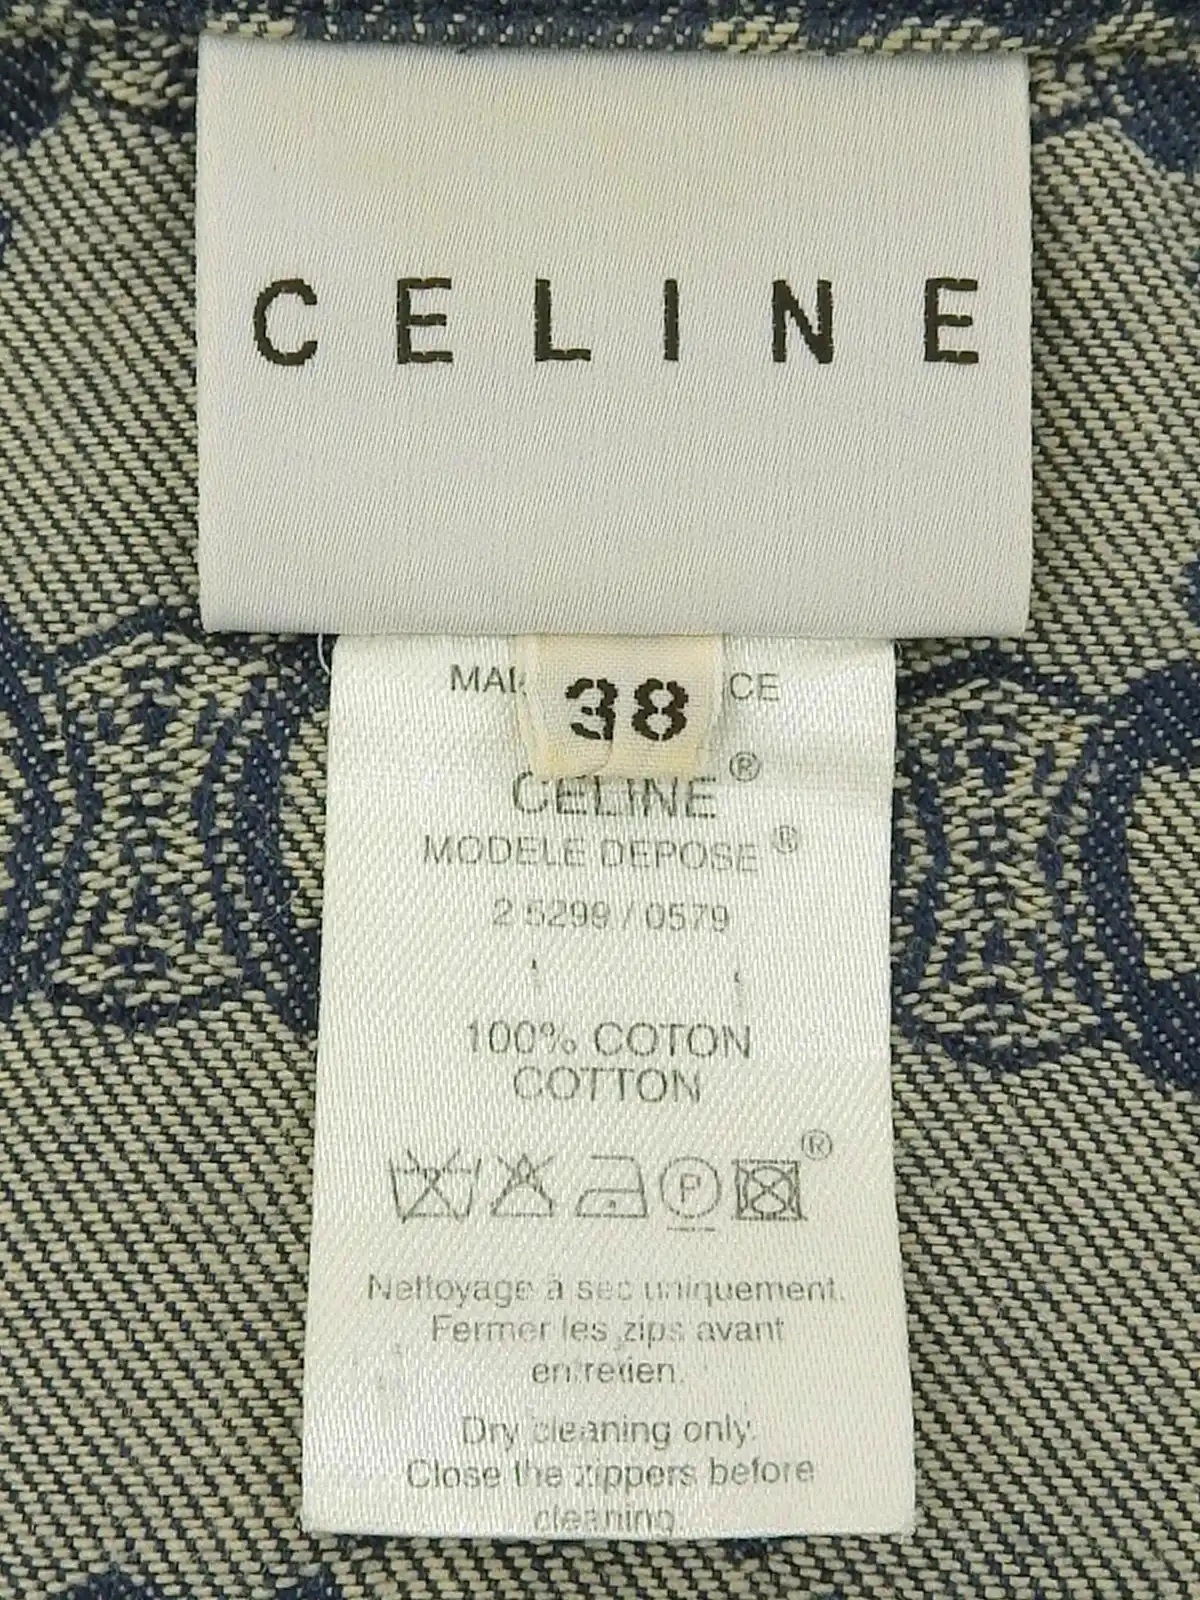 CELINE
38
CELINE®
MODELE DEPOSE®
2 5299 / 0579
100% COTON
COTTON
P ®
Nettoyage à sec uniquement.
Fermer les zips avant
entretien.
Dry cleaning only.
Close the zippers before
cleaning.